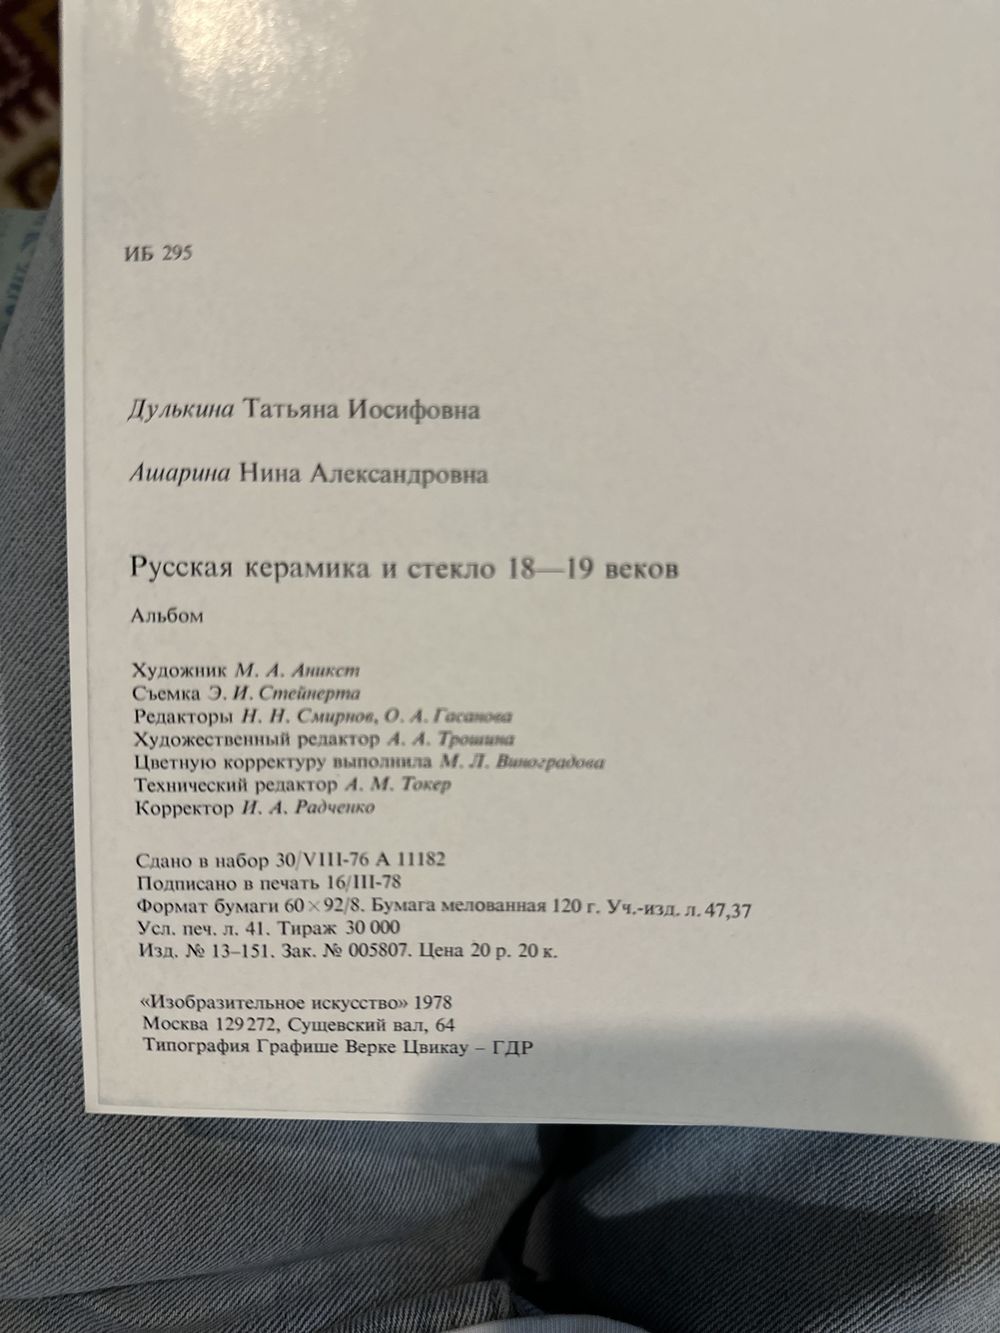 ИБ 295
Дулькина Татьяна Иосифовна
Ашарина Нина Александровна
Русская керамика и стекло 18—19 веков
Альбом
Художник М. А. Аникст
Съемка Э. И. Стейнерта
Редакторы Н. Н. Смирнов, О. А. Гасанова
Художественный редактор А. А. Трошина
Цветную корректуру выполнила М. Л. Виноградова
Технический редактор А. М. Токер
Корректор И. А. Радченко
Сдано в набор 30/VIII-76 А 11182
Подписано в печать 16/III-78
Формат бумаги 60×92/8. Бумага мелованная 120 г. Уч.-изд. л. 47,37
Усл. печ. л. 41. Тираж 30 000
Изд. № 13–151. Зак. № 005807. Цена 20 р. 20 к.
«Изобразительное искусство» 1978
Москва 129272, Сущевский вал, 64
Типография Графише Верке Цвикау – ГДР